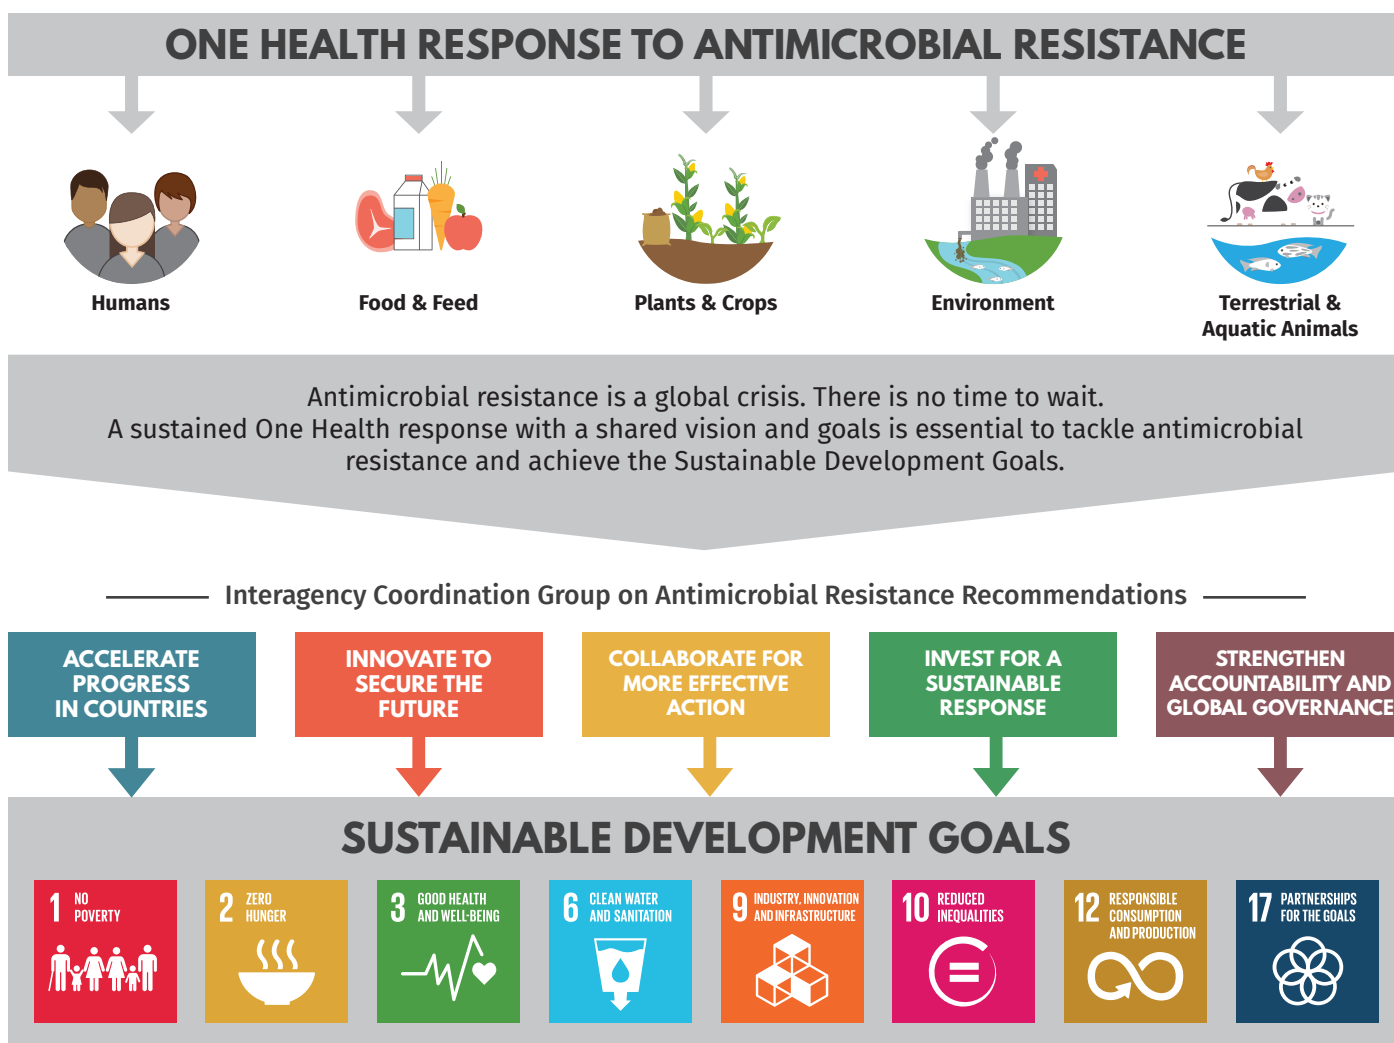 ONE HEALTH RESPONSE TO ANTIMICROBIAL RESISTANCE
Humans
Food & Feed
Plants & Crops
Environment
Terrestrial &
Aquatic Animals
Antimicrobial resistance is a global crisis. There is no time to wait.
A sustained One Health response with a shared vision and goals is essential to tackle antimicrobial
resistance and achieve the Sustainable Development Goals.
Interagency Coordination Group on Antimicrobial Resistance Recommendations
ACCELERATE
PROGRESS
IN COUNTRIES
INNOVATE TO
SECURE THE
FUTURE
COLLABORATE FOR
MORE EFFECTIVE
ACTION
INVEST FOR A
SUSTAINABLE
RESPONSE
STRENGTHEN
ACCOUNTABILITY AND
GLOBAL GOVERNANCE
SUSTAINABLE DEVELOPMENT GOALS
1 NO
POVERTY
2 ZERO
HUNGER
3 GOOD HEALTH
AND WELL-BEING
6 CLEAN WATER
AND SANITATION
9 INDUSTRY, INNOVATION
AND INFRASTRUCTURE
10 REDUCED
INEQUALITIES
12 RESPONSIBLE
CONSUMPTION
AND PRODUCTION
17 PARTNERSHIPS
FOR THE GOALS